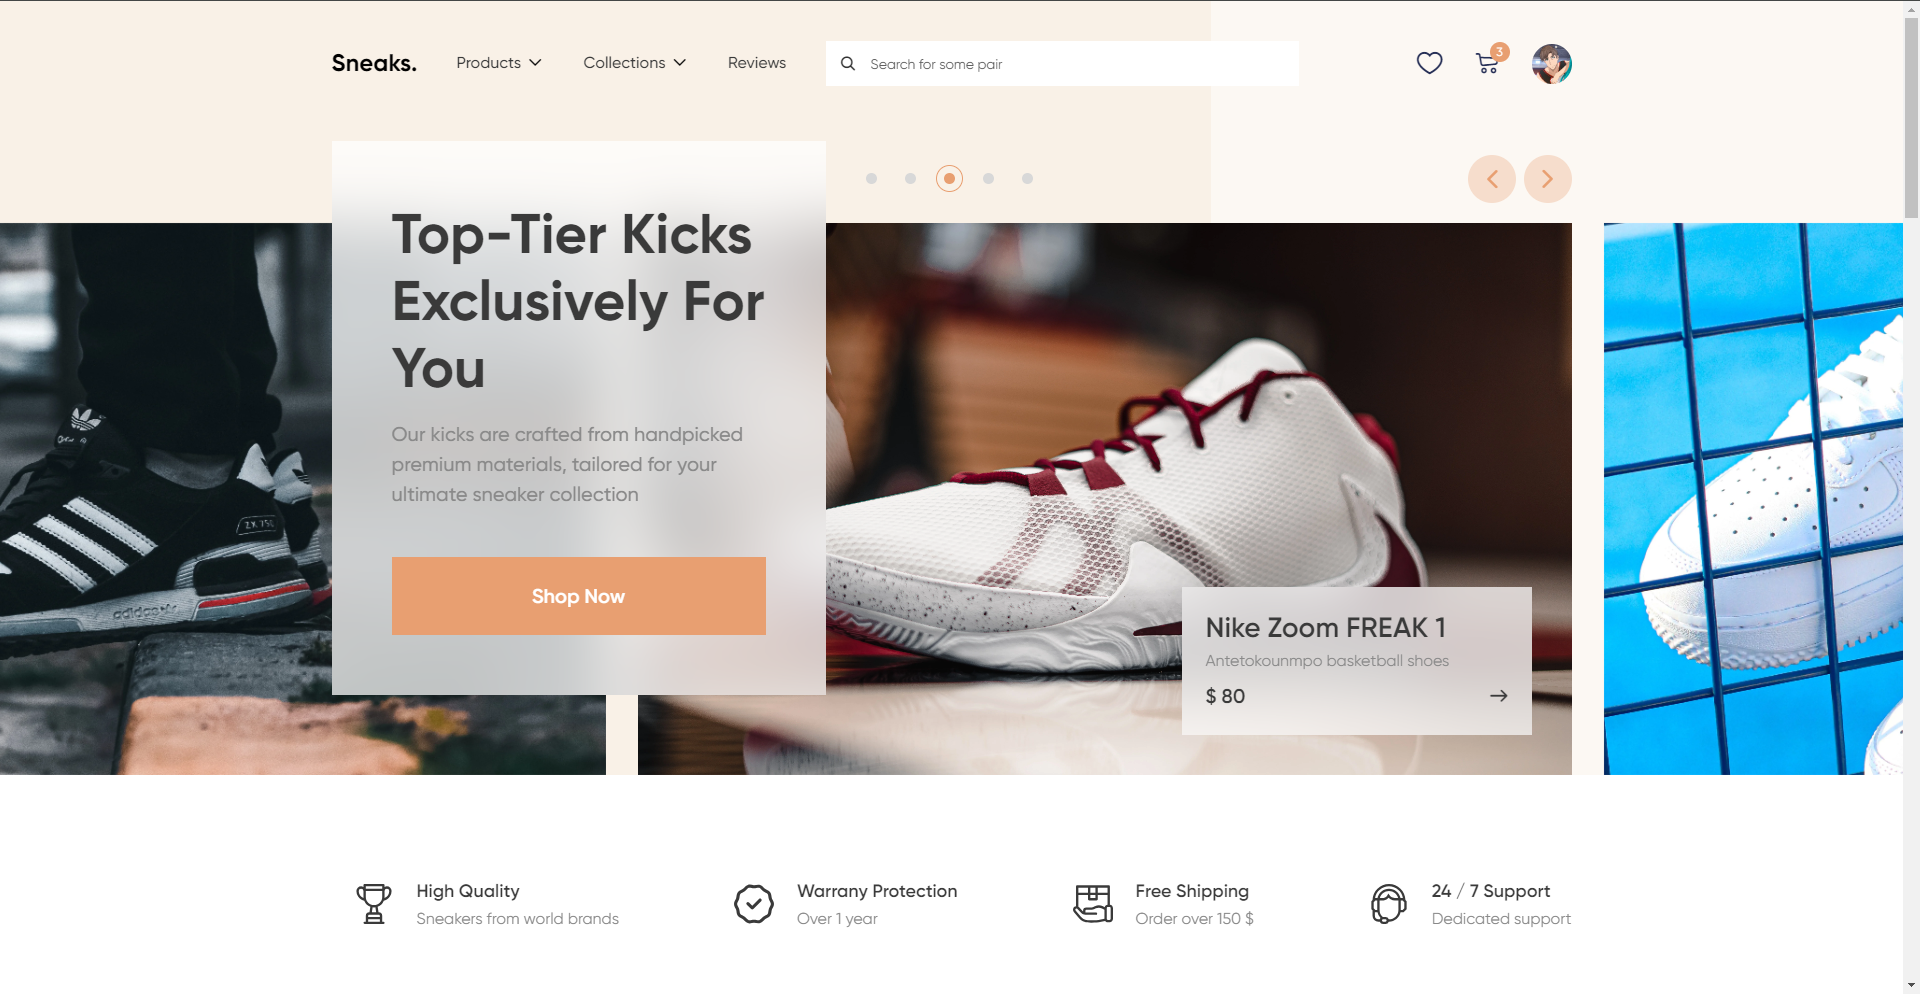 Sneaks.
Products
Collections
Reviews
Search for some pair
3
Top-Tier Kicks
Exclusively For
You
Our kicks are crafted from handpicked
premium materials, tailored for your
ultimate sneaker collection
Shop Now
ZX 750
adidas
Nike Zoom FREAK 1
Antetokounmpo basketball shoes
$ 80
High Quality
Sneakers from world brands
Warrany Protection
Over 1 year
Free Shipping
Order over 150 $
24 / 7 Support
Dedicated support